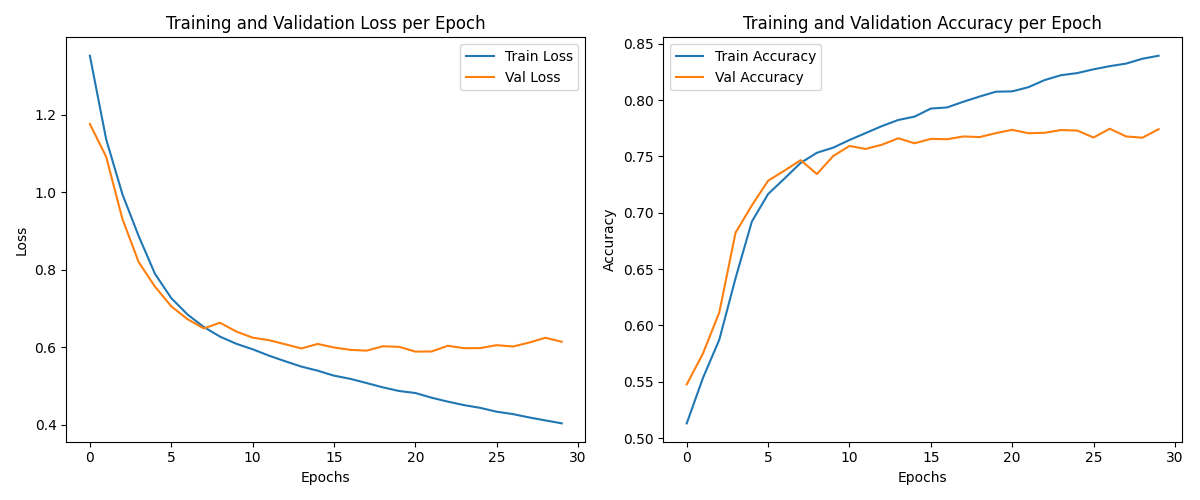 Training and Validation Loss per Epoch
Train Loss
Val Loss
1.2
1.0
0.8
0.6
0.4
Loss
0
5
10
15
20
25
30
Epochs
Training and Validation Accuracy per Epoch
Train Accuracy
Val Accuracy
0.85
0.80
0.75
0.70
0.65
0.60
0.55
0.50
Accuracy
0
5
10
15
20
25
30
Epochs